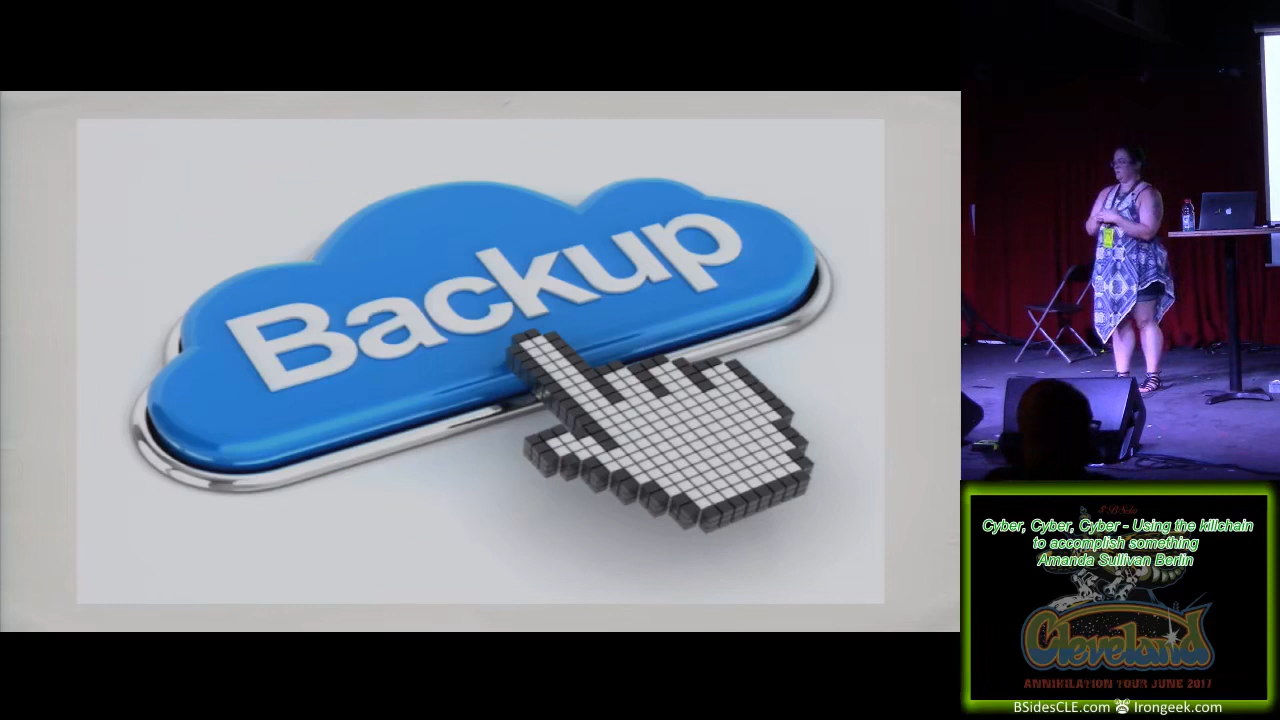 Backup
Cyber, Cyber, Cyber - Using the killchain
to accomplish something
Amanda Sullivan Berlin
Cleveland
ANNIHILATION TOUR JUNE 2017
BSidesCLE.com Irongeek.com